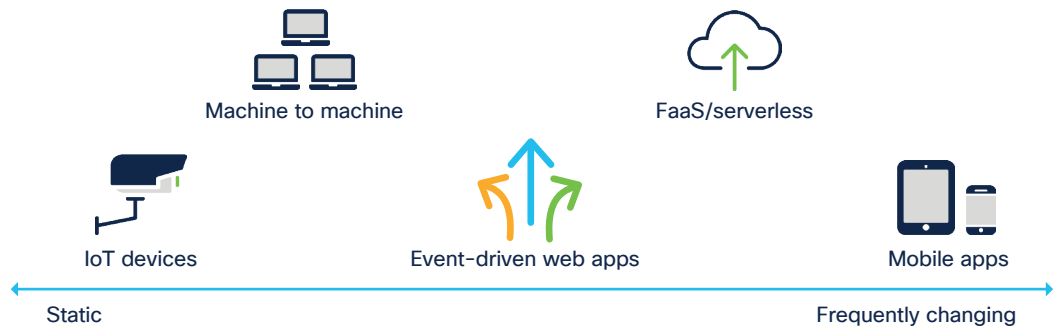 Machine to machine
FaaS/serverless
IoT devices
Event-driven web apps
Mobile apps
Static
Frequently changing